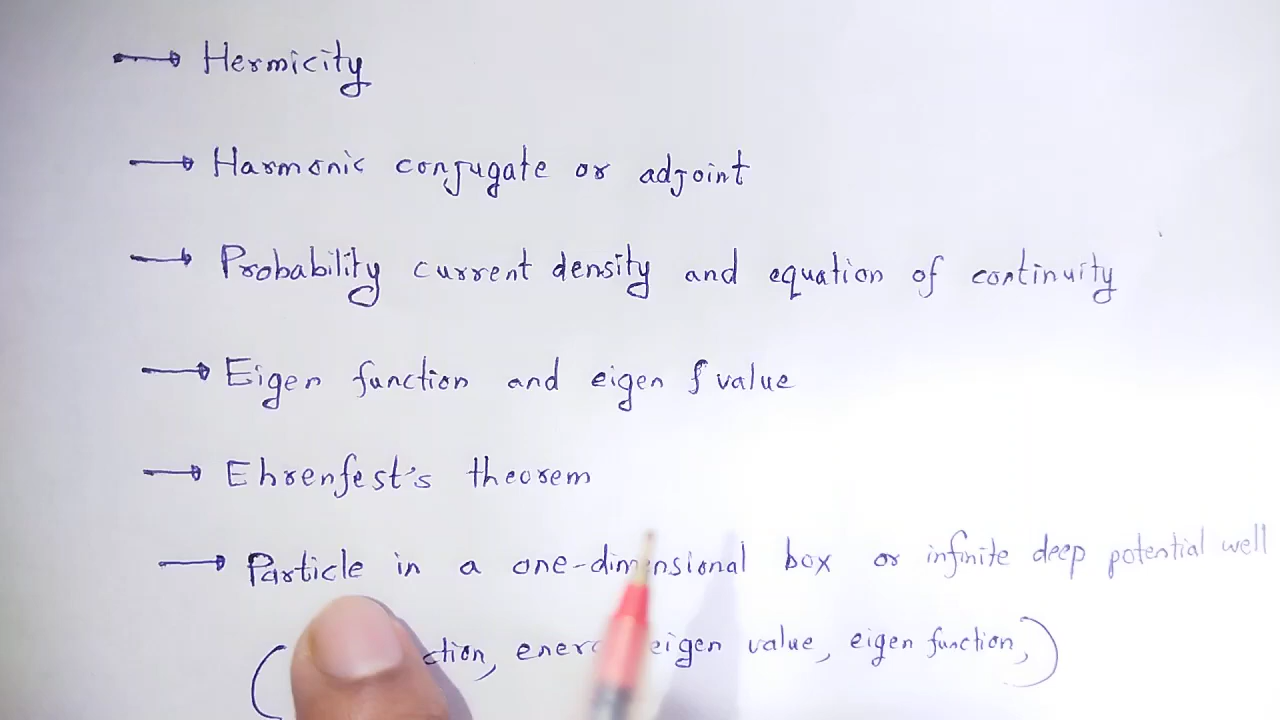 → Hermicity
→ Harmonic conjugate or adjoint
→ Probability current density and equation of continuity
→ Eigen function and eigen f value
→ Ehrenfest's theorem
→ Particle in a one-dimensional box or infinite deep potential well
( eigen value, eigen function, )